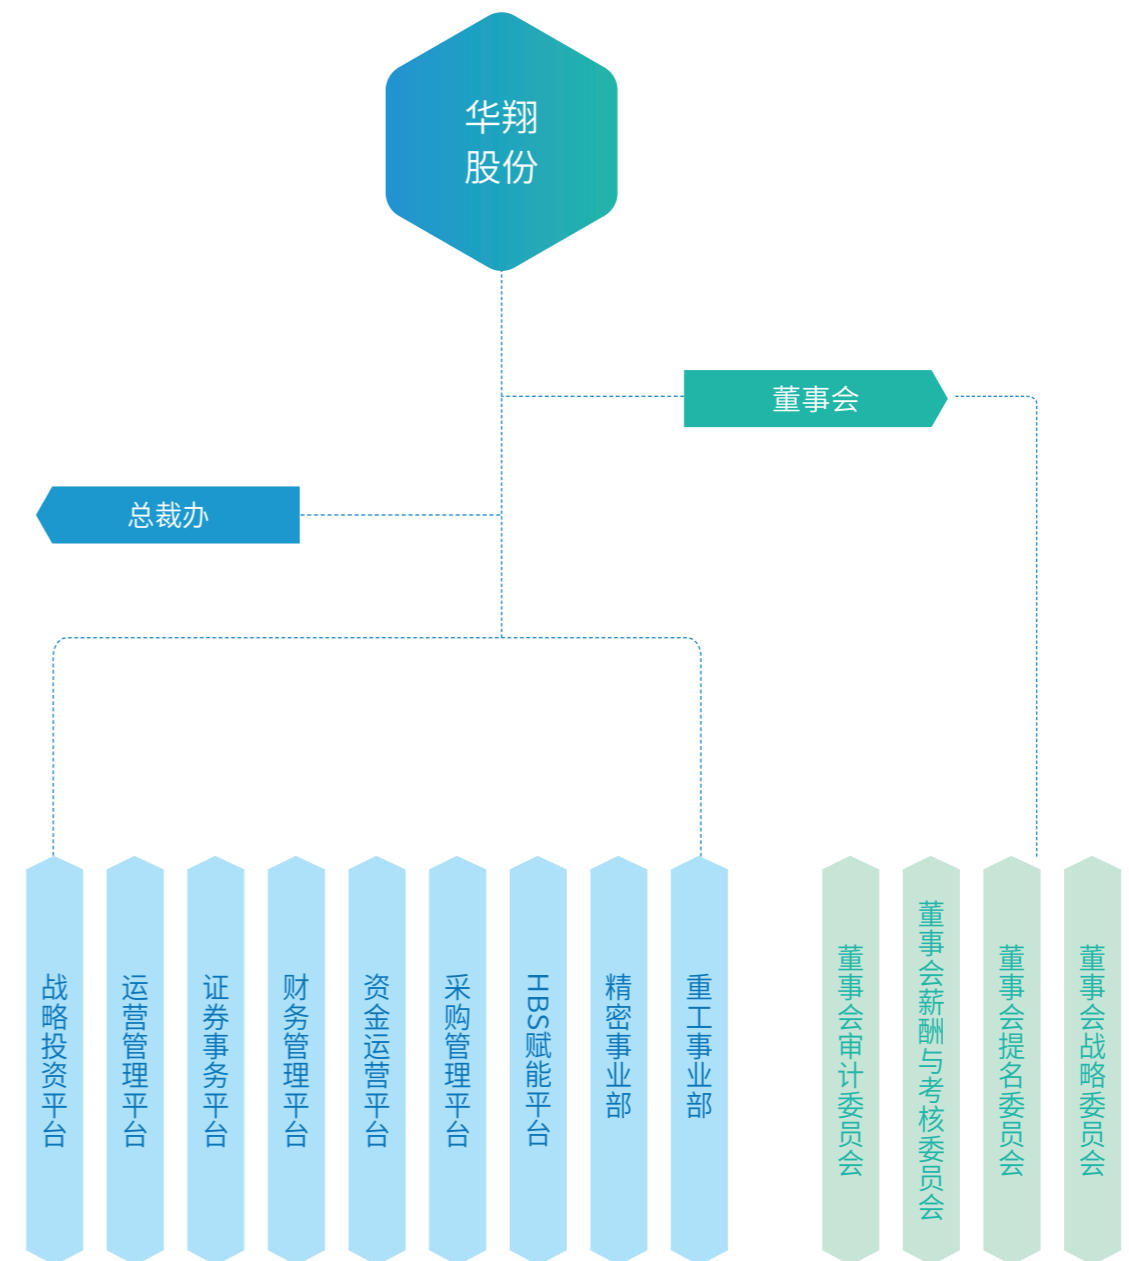 华翔
股份
董事会
总裁办
战略投资平台
运营管理平台
证券事务平台
财务管理平台
资金运营平台
采购管理平台
HBS赋能平台
精密事业部
重工事业部
董事会审计委员会
董事会薪酬与考核委员会
董事会提名委员会
董事会战略委员会